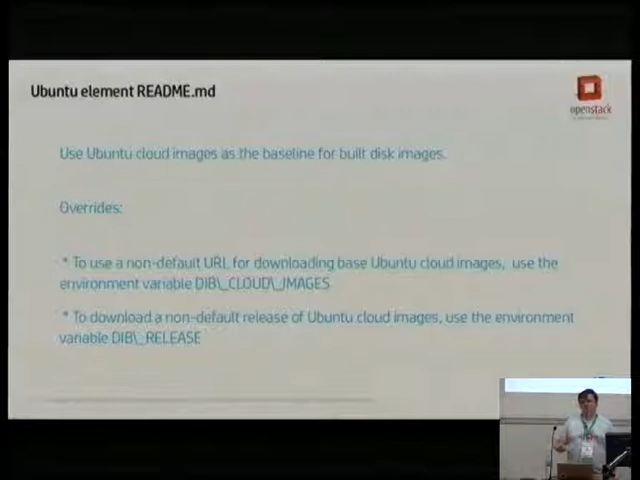 Ubuntu element README.md
openstack
Use Ubuntu cloud images as the baseline for built disk images.
Overrides:
* To use a non-default URL for downloading base Ubuntu cloud images, use the
environment variable DIB\_CLOUD\_IMAGES
* To download a non-default release of Ubuntu cloud images, use the environment
variable DIB\_RELEASE